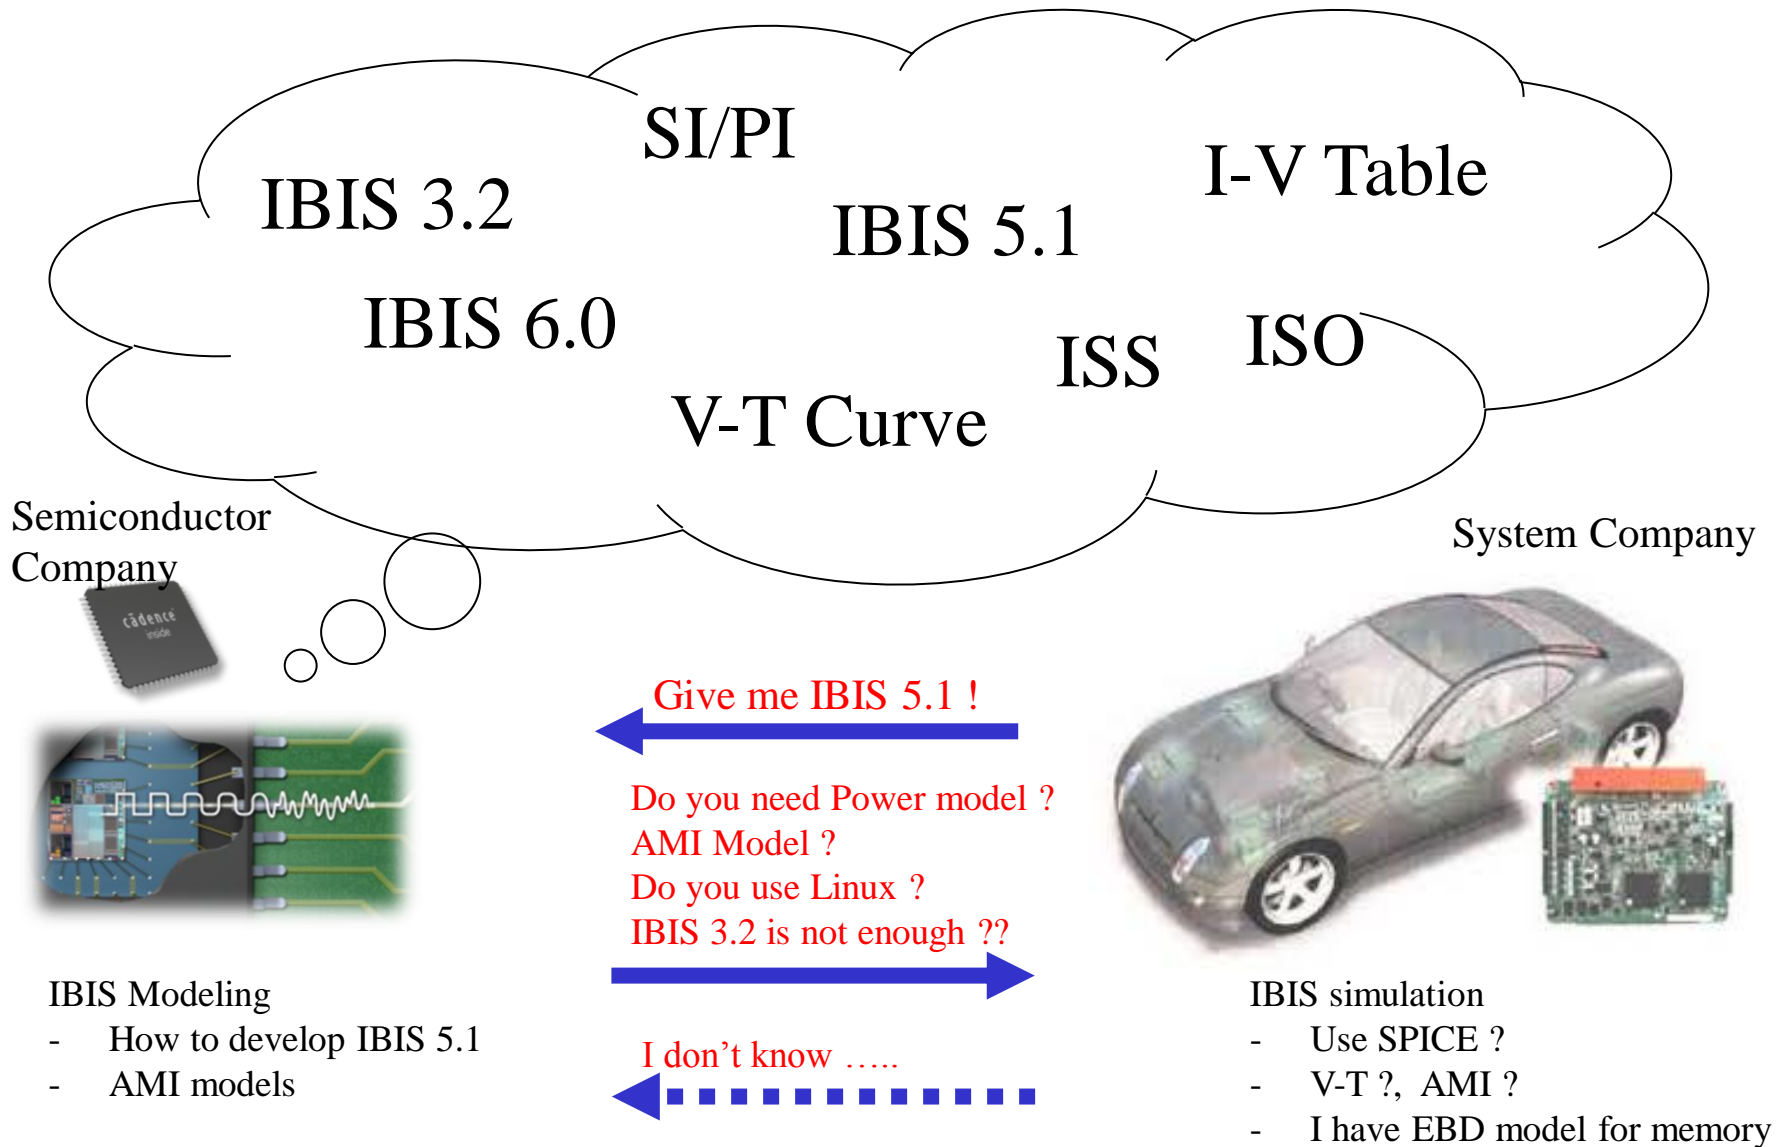 SI/PI
I-V Table
IBIS 3.2
IBIS 5.1
IBIS 6.0
ISS
ISO
V-T Curve
Semiconductor
Company
System Company
cādence
inside
Give me IBIS 5.1 !
Do you need Power model ?
AMI Model ?
Do you use Linux ?
IBIS 3.2 is not enough ??
I don’t know …..
IBIS Modeling
- How to develop IBIS 5.1
- AMI models
IBIS simulation
- Use SPICE ?
- V-T ?, AMI ?
- I have EBD model for memory